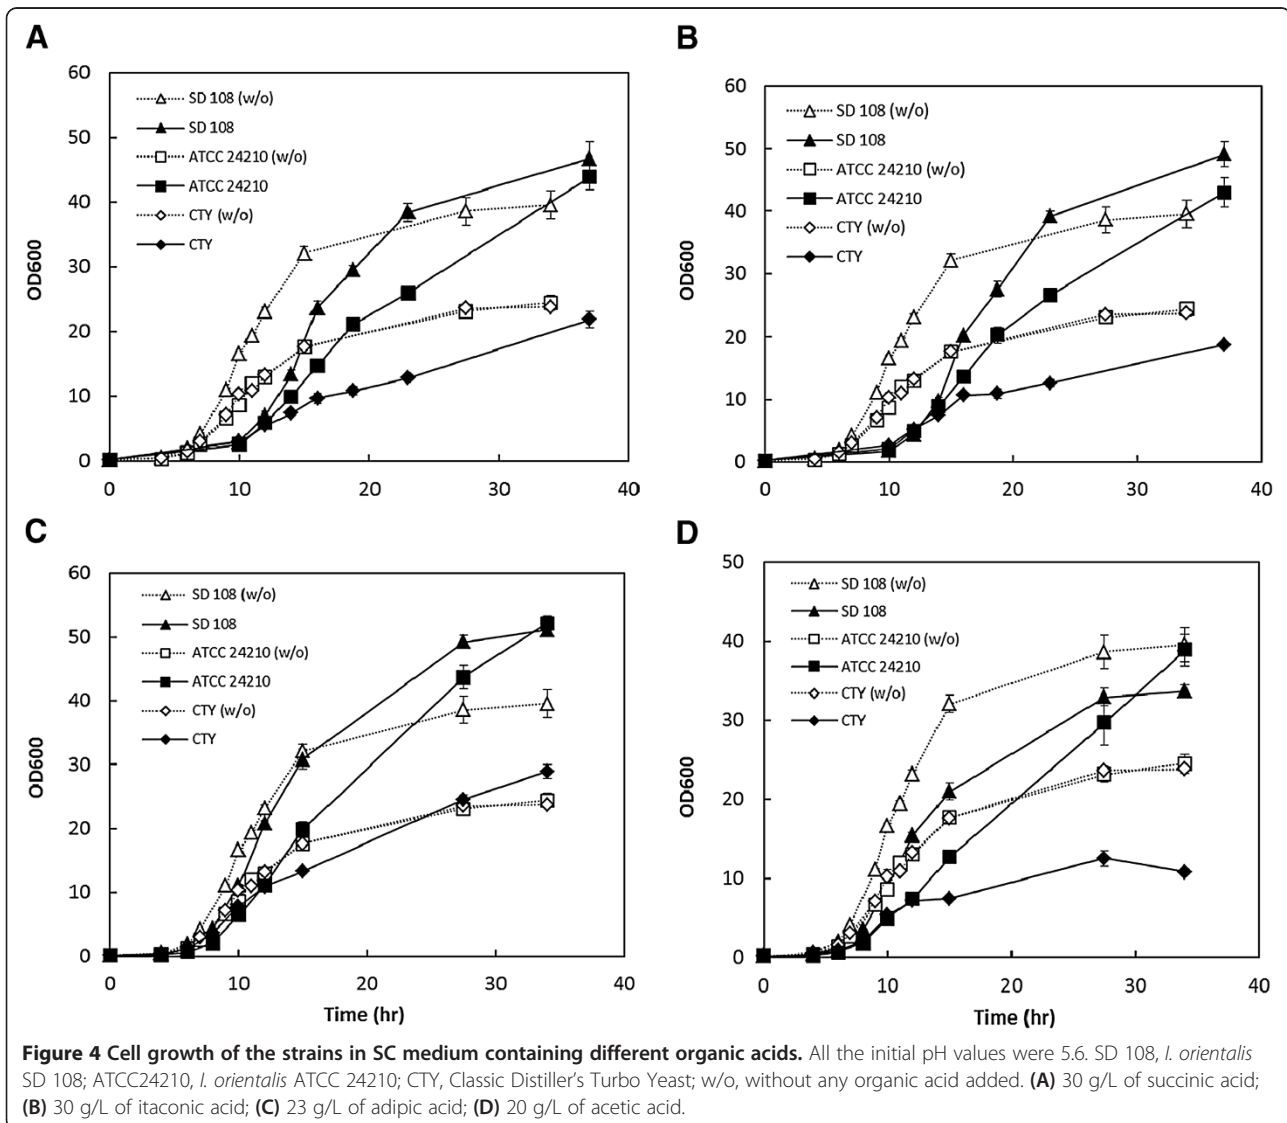 A
60
50
40
30
20
10
0
OD600
SD 108 (w/o)
SD 108
ATCC 24210 (w/o)
ATCC 24210
CTY (w/o)
CTY
0 10 20 30 40
B
60
50
40
30
20
10
0
OD600
SD 108 (w/o)
SD 108
ATCC 24210 (w/o)
ATCC 24210
CTY (w/o)
CTY
0 10 20 30 40
C
60
50
40
30
20
10
0
OD600
SD 108 (w/o)
SD 108
ATCC 24210 (w/o)
ATCC 24210
CTY (w/o)
CTY
0 10 20 30 40
Time (hr)
D
50
40
30
20
10
0
OD600
SD 108 (w/o)
SD 108
ATCC 24210 (w/o)
ATCC 24210
CTY (w/o)
CTY
0 10 20 30 40
Time (hr)
Figure 4 Cell growth of the strains in SC medium containing different organic acids. All the initial pH values were 5.6. SD 108, I. orientalis
SD 108; ATCC24210, I. orientalis ATCC 24210; CTY, Classic Distiller's Turbo Yeast; w/o, without any organic acid added. (A) 30 g/L of succinic acid;
(B) 30 g/L of itaconic acid; (C) 23 g/L of adipic acid; (D) 20 g/L of acetic acid.